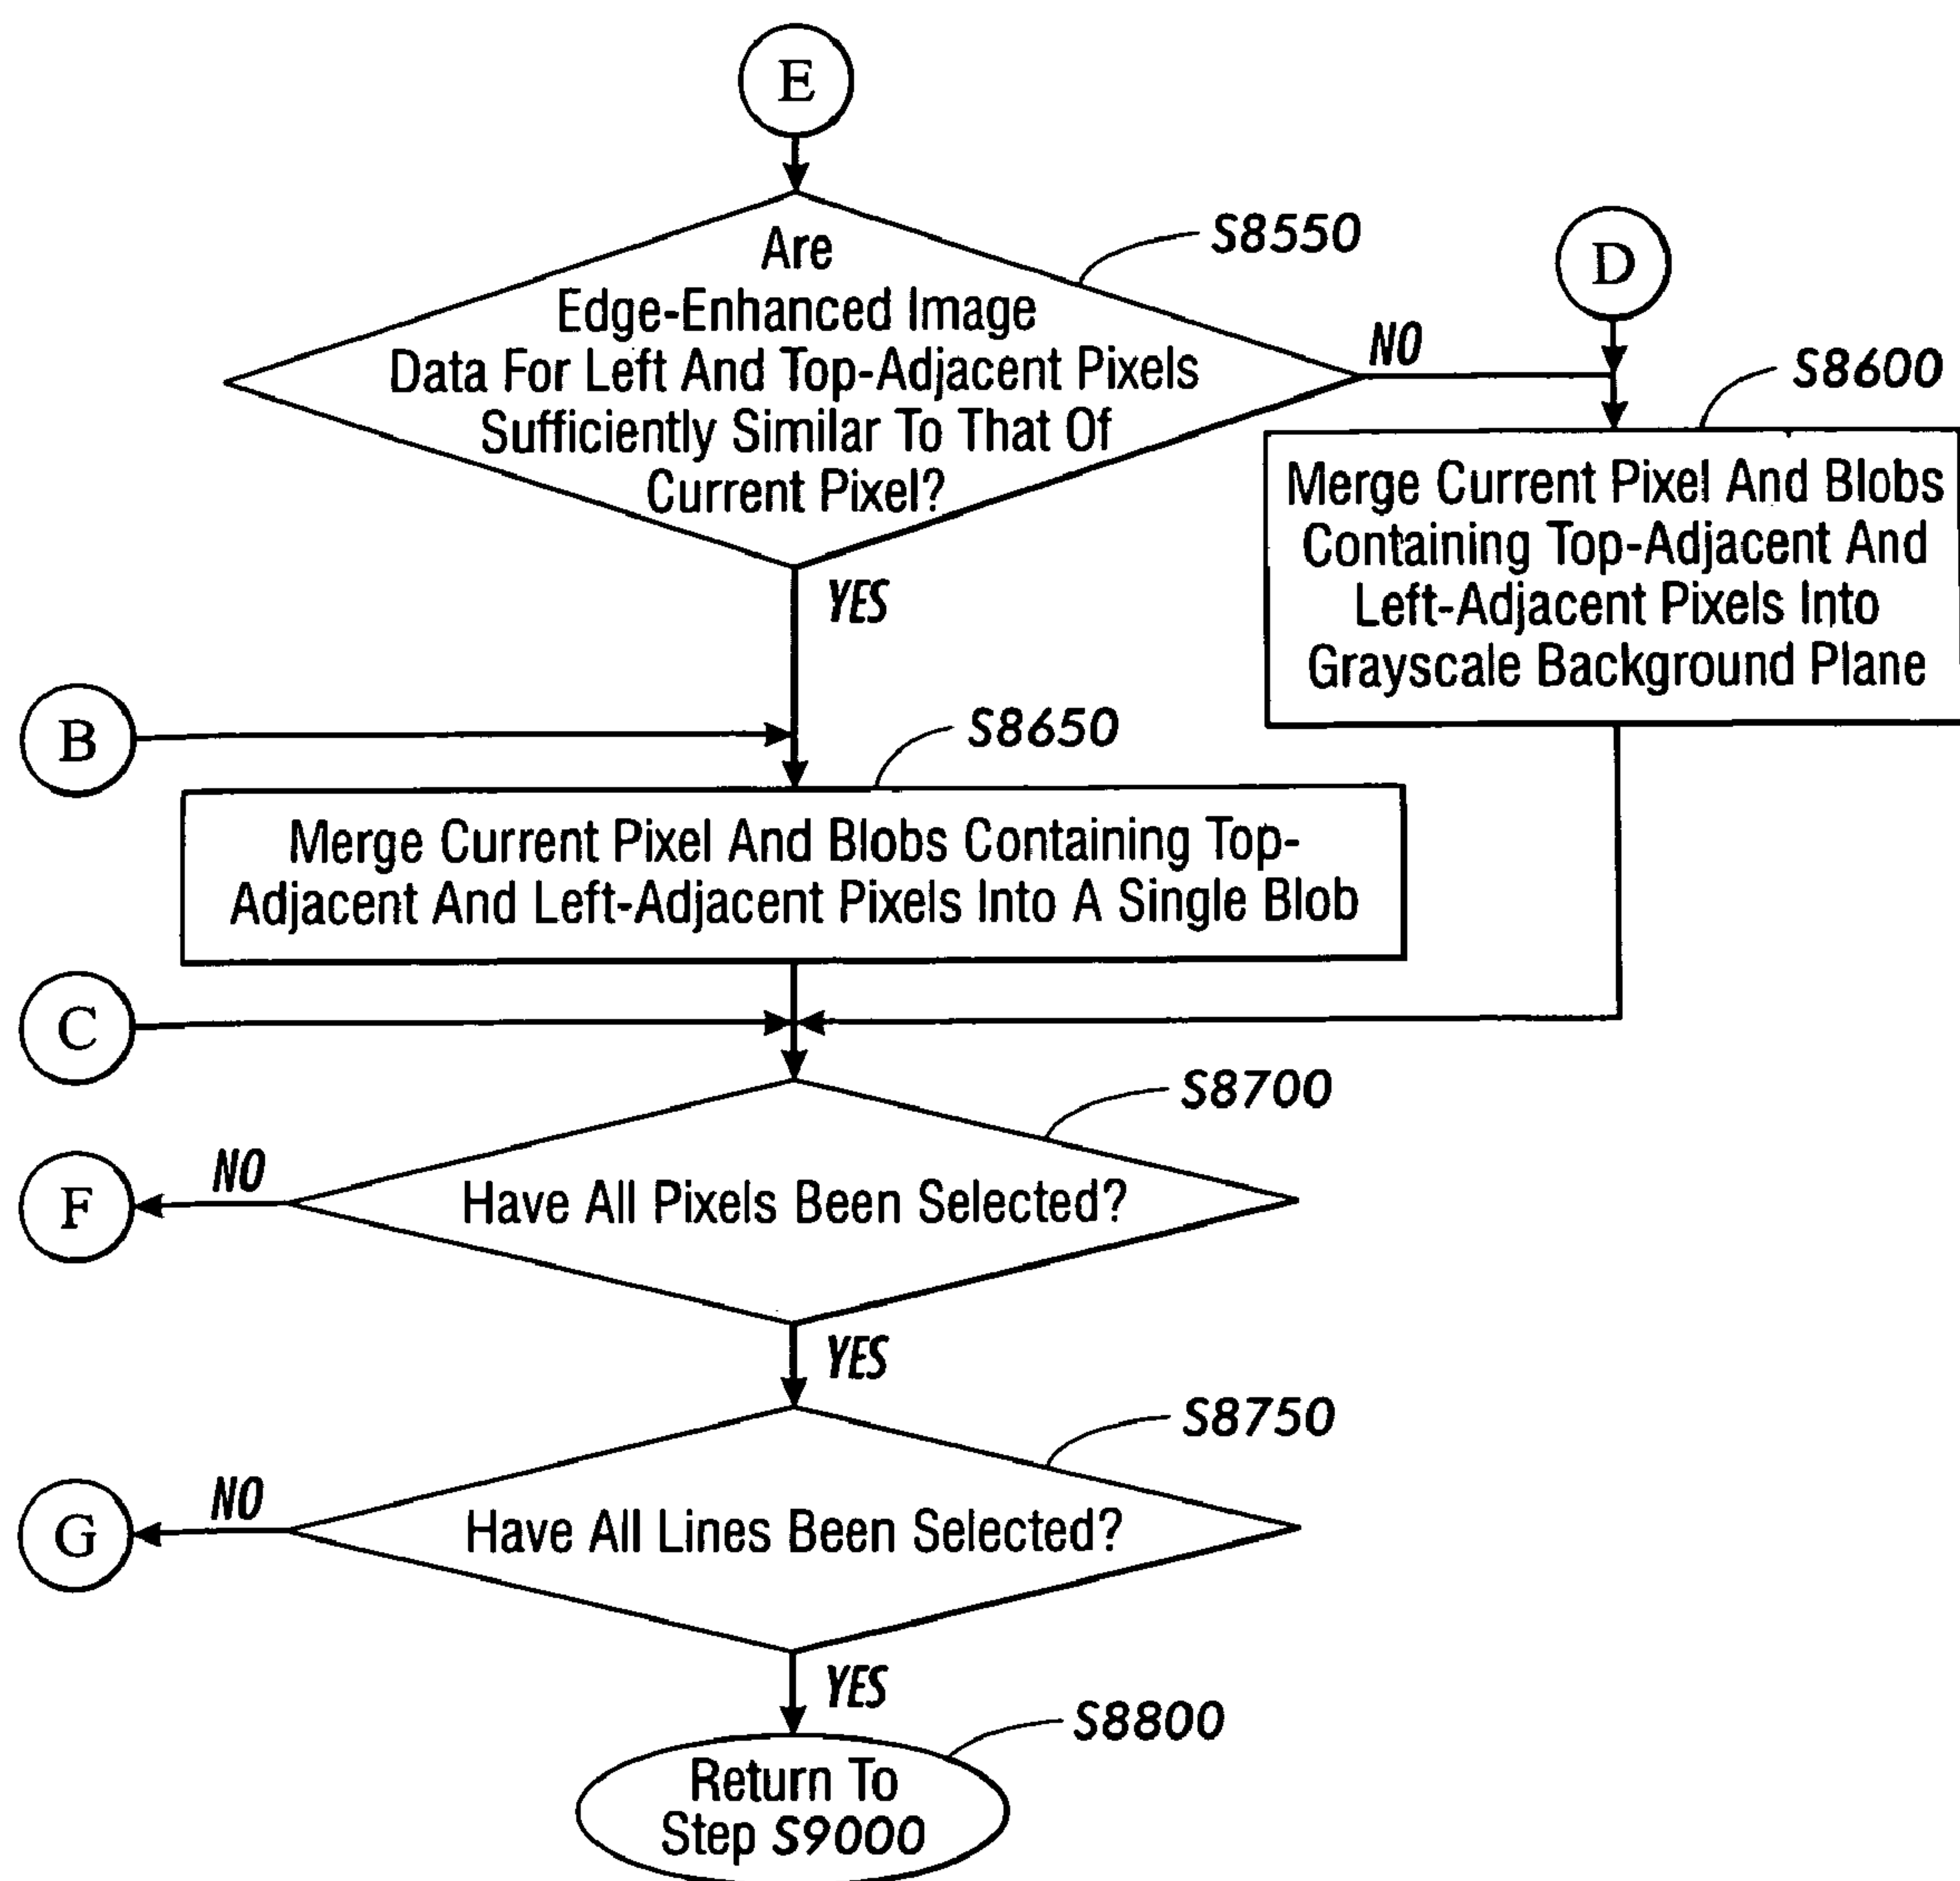 E
Are
Edge-Enhanced Image
Data For Left And Top-Adjacent Pixels
Sufficiently Similar To That Of
Current Pixel?
S8550
NO
D
S8600
Merge Current Pixel And Blobs
Containing Top-Adjacent And
Left-Adjacent Pixels Into
Grayscale Background Plane
YES
B
S8650
Merge Current Pixel And Blobs Containing Top-
Adjacent And Left-Adjacent Pixels Into A Single Blob
C
S8700
F
NO
Have All Pixels Been Selected?
YES
S8750
G
NO
Have All Lines Been Selected?
YES
S8800
Return To
Step S9000